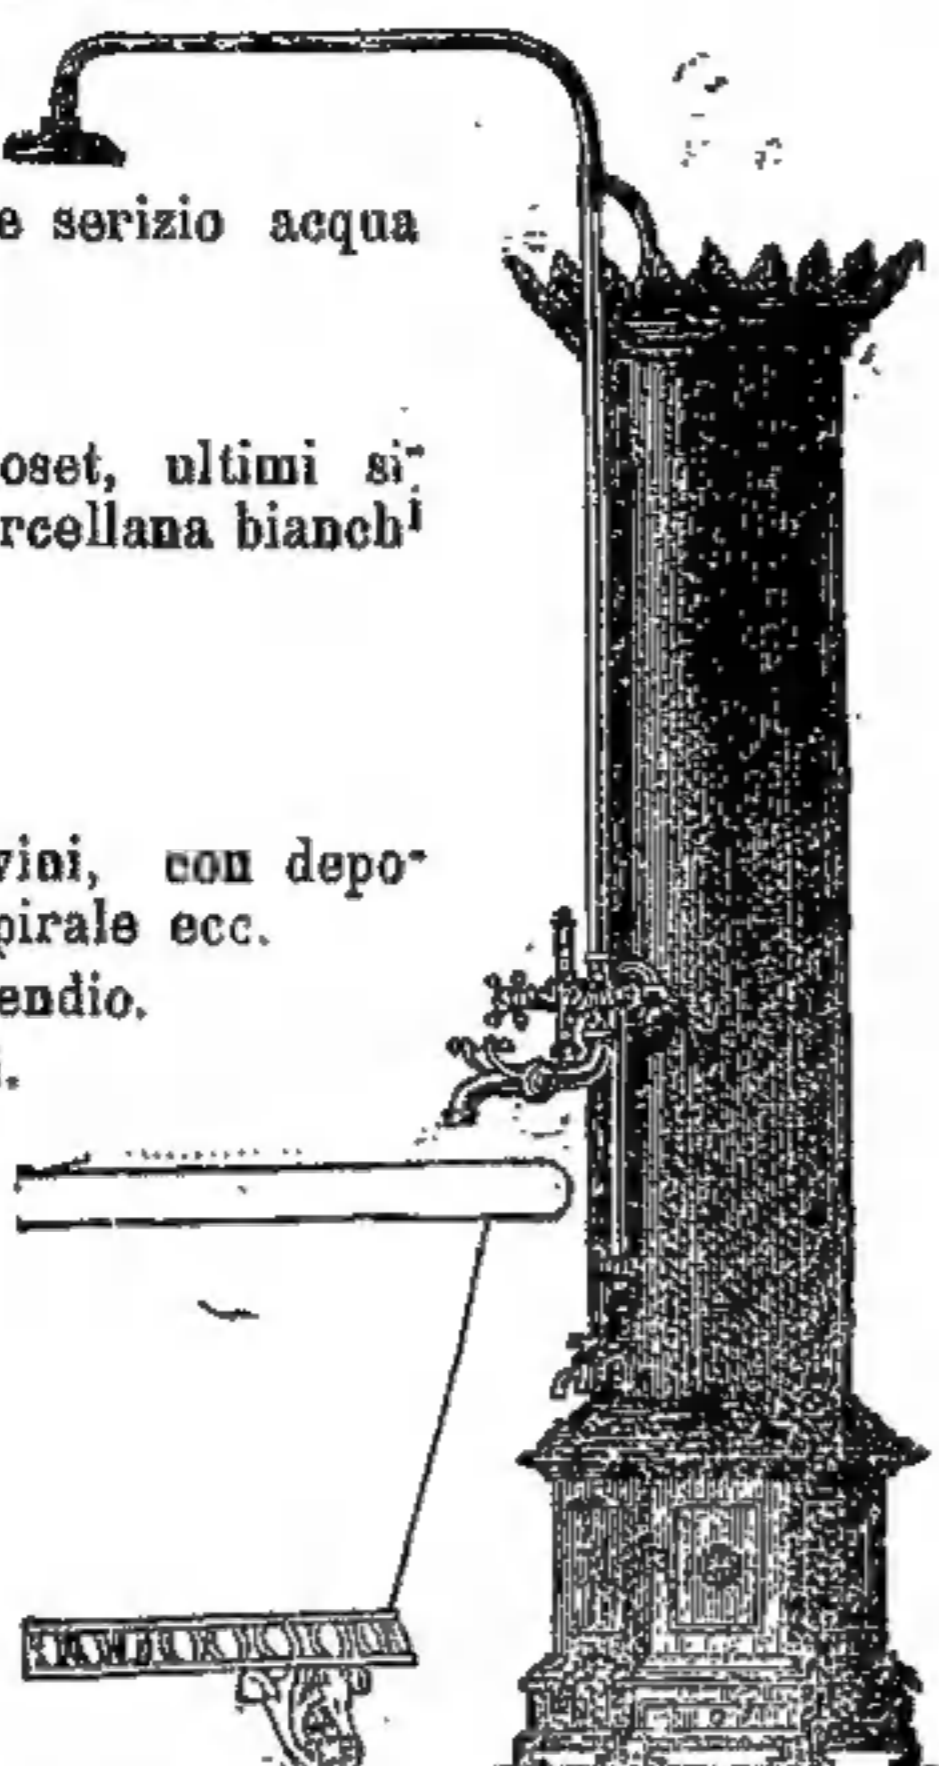 e serizio acqua
oset, ultimi si-
rcellana bianchi
vini, con depo-
pirale ecc.
endio.